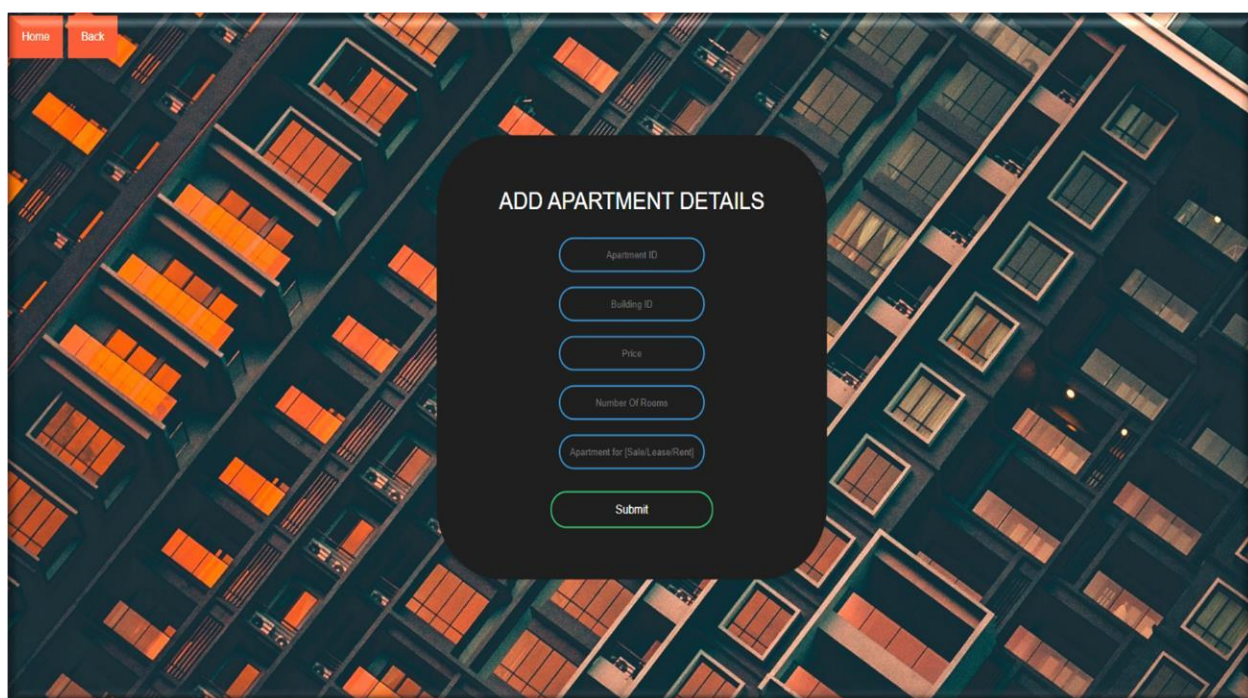 Home Back
ADD APARTMENT DETAILS
Apartment ID
Building ID
Price
Number Of Rooms
Apartment for [Sale/Lease/Rent]
Submit